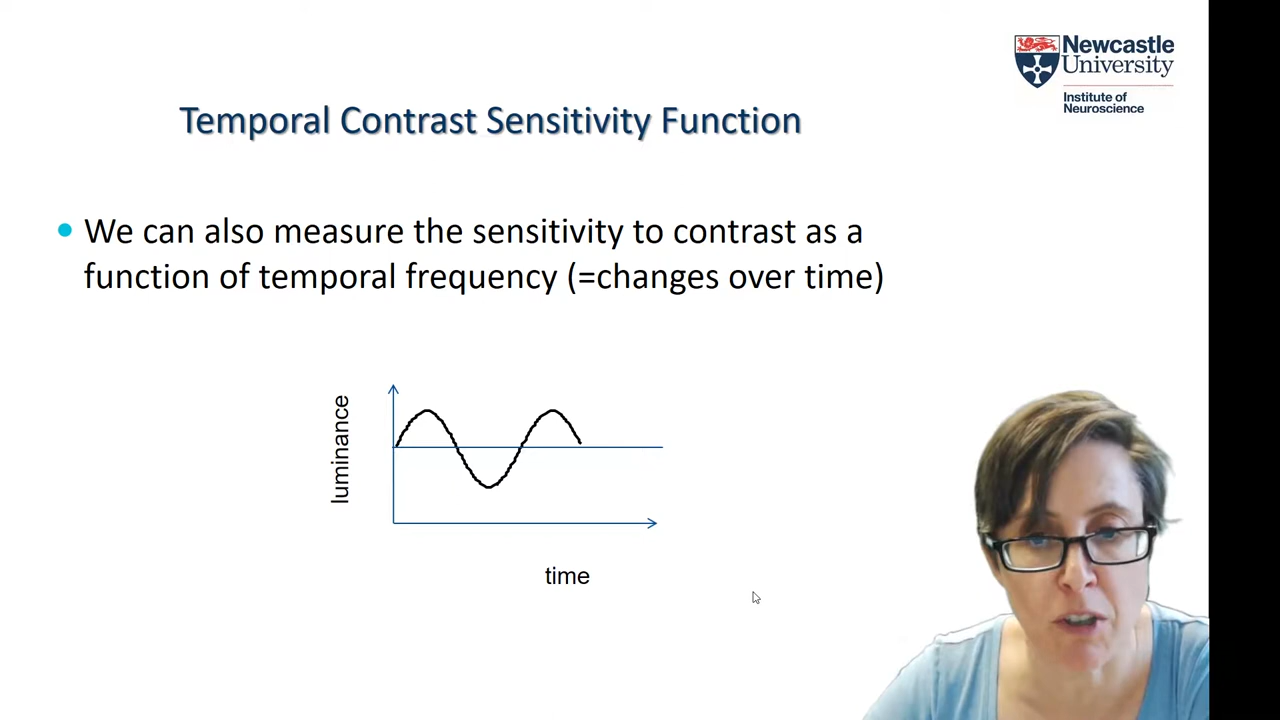 Newcastle
University
Institute of
Neuroscience
Temporal Contrast Sensitivity Function
We can also measure the sensitivity to contrast as a
function of temporal frequency (=changes over time)
luminance
time